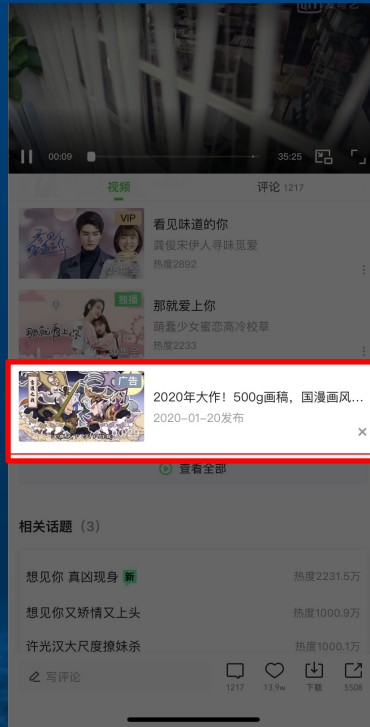 爱奇艺
00:09
35:25
视频
评论 1217
VIP
看见味道的你
龚俊宋伊人寻味觅爱
热度2892
独播
那就爱上你
萌蠢少女蜜恋高冷校草
热度2233
广告
2020年大作！500g画稿，国漫画风...
2020-01-20发布
查看全部
相关话题（3）
想见你 真凶现身 新
热度2231.5万
想见你又矫情又上头
热度1000.9万
许光汉大尺度撩妹杀
热度1000.1万
写评论
1217
13.9w
下载
5508